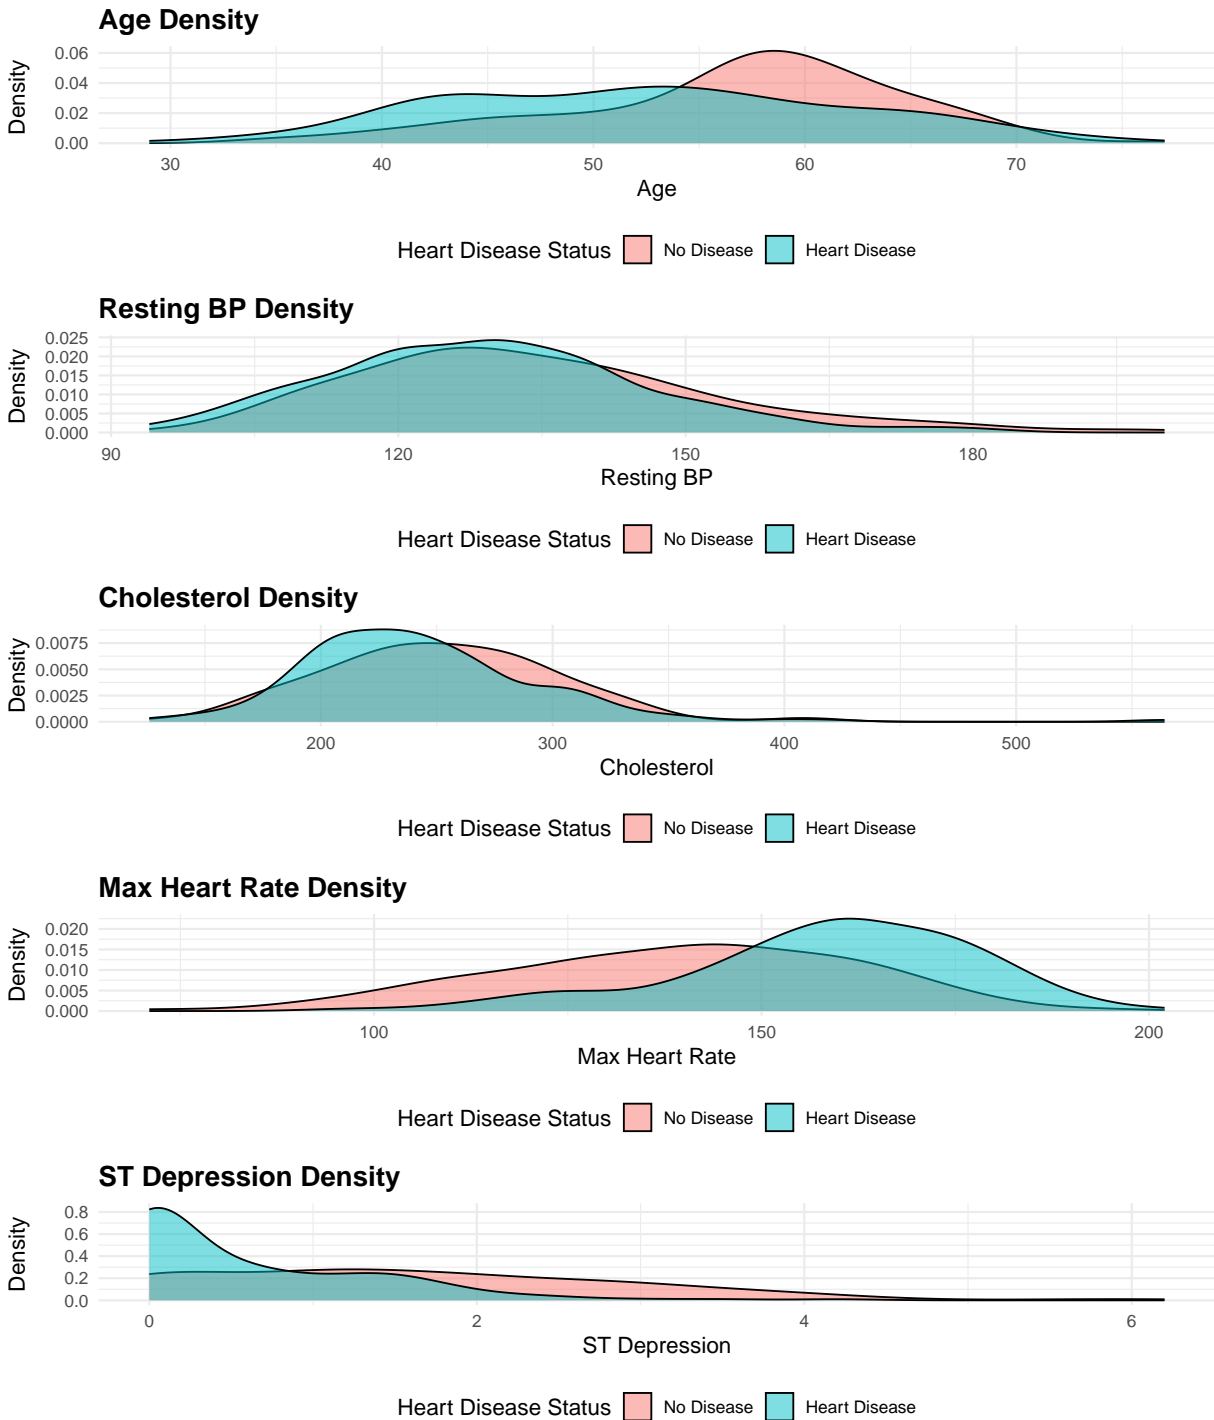 Age Density
Density
0.06
0.04
0.02
0.00
30 40 50 60 70
Age
Heart Disease Status No Disease Heart Disease
Resting BP Density
Density
0.025
0.020
0.015
0.010
0.005
0.000
90 120 150 180
Resting BP
Heart Disease Status No Disease Heart Disease
Cholesterol Density
Density
0.0075
0.0050
0.0025
0.0000
200 300 400 500
Cholesterol
Heart Disease Status No Disease Heart Disease
Max Heart Rate Density
Density
0.020
0.015
0.010
0.005
0.000
100 150 200
Max Heart Rate
Heart Disease Status No Disease Heart Disease
ST Depression Density
Density
0.8
0.6
0.4
0.2
0.0
0 2 4 6
ST Depression
Heart Disease Status No Disease Heart Disease